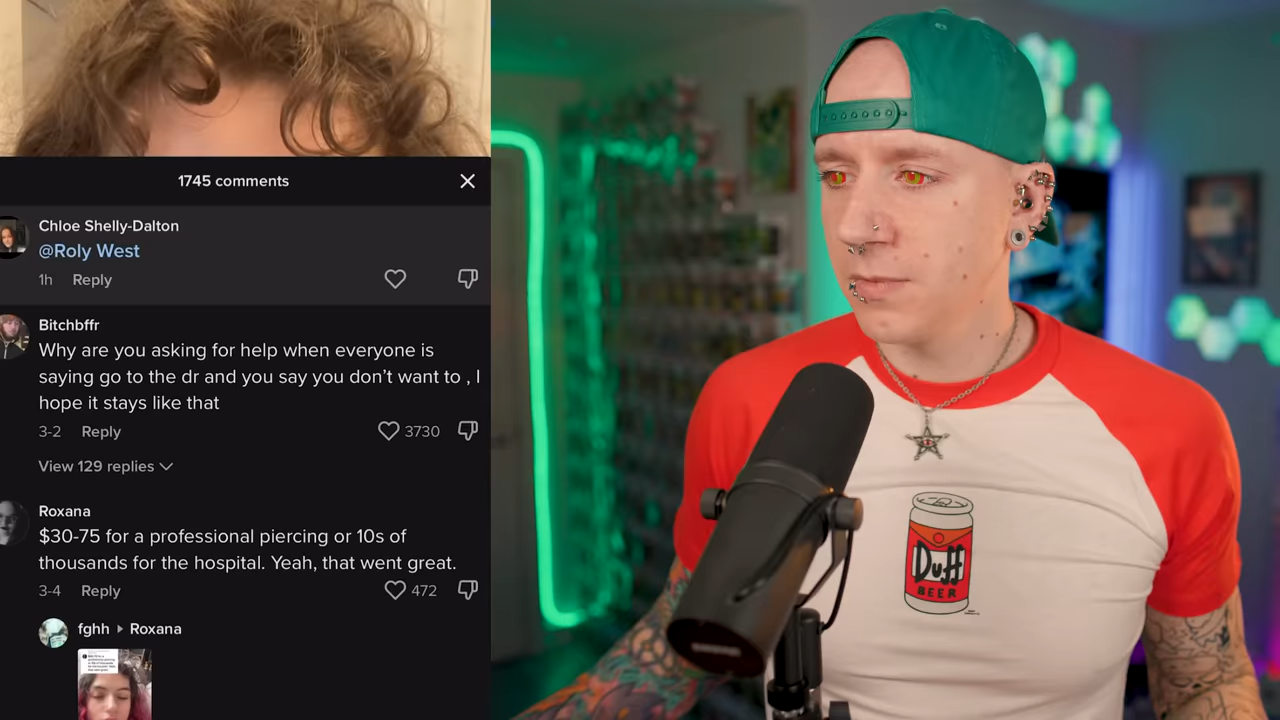 1745 comments
Chloe Shelly-Dalton
@Roly West
1h Reply
Bitchbffr
Why are you asking for help when everyone is
saying go to the dr and you say you don't want to , I
hope it stays like that
3-2 Reply 3730
View 129 replies
Roxana
$30-75 for a professional piercing or 10s of
thousands for the hospital. Yeah, that went great.
3-4 Reply 472
fghh Roxana
Duff
BEER